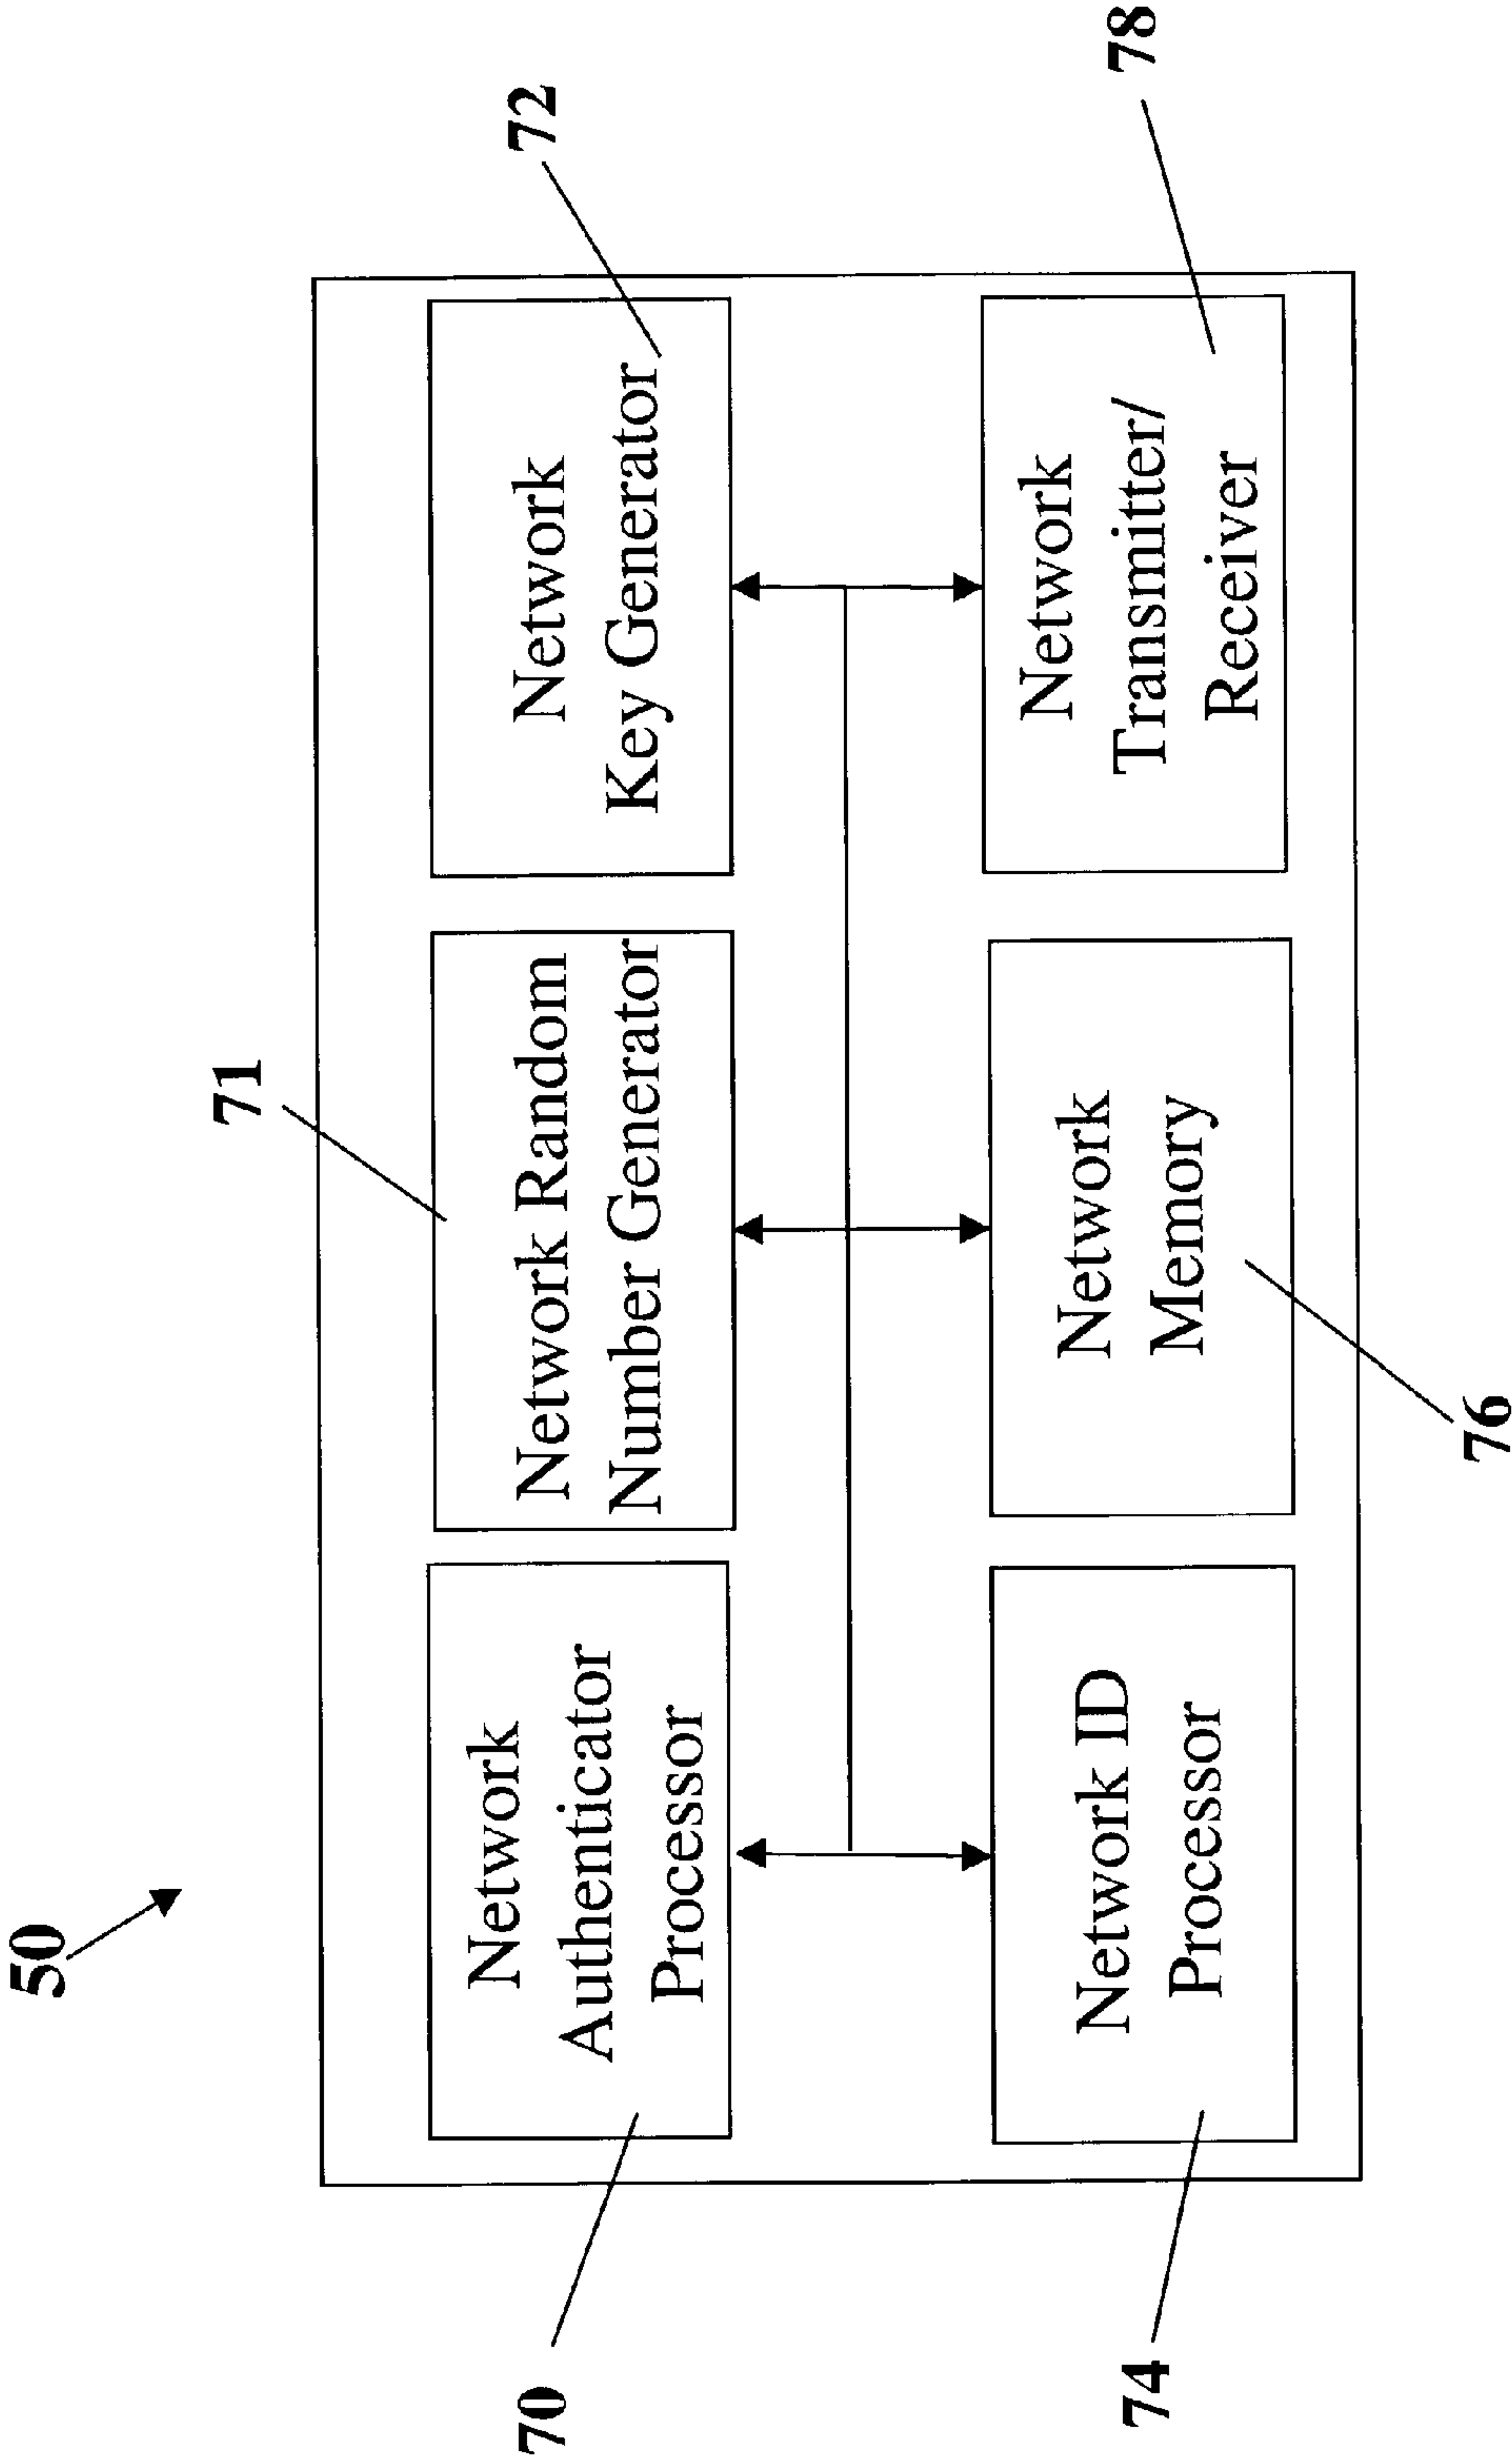 50
71
72
70
Network
Authenticator
Processor
Network Random
Number Generator
Network
Key Generator
Network ID
Processor
Network
Memory
Network
Transmitter/
Receiver
74
76
78